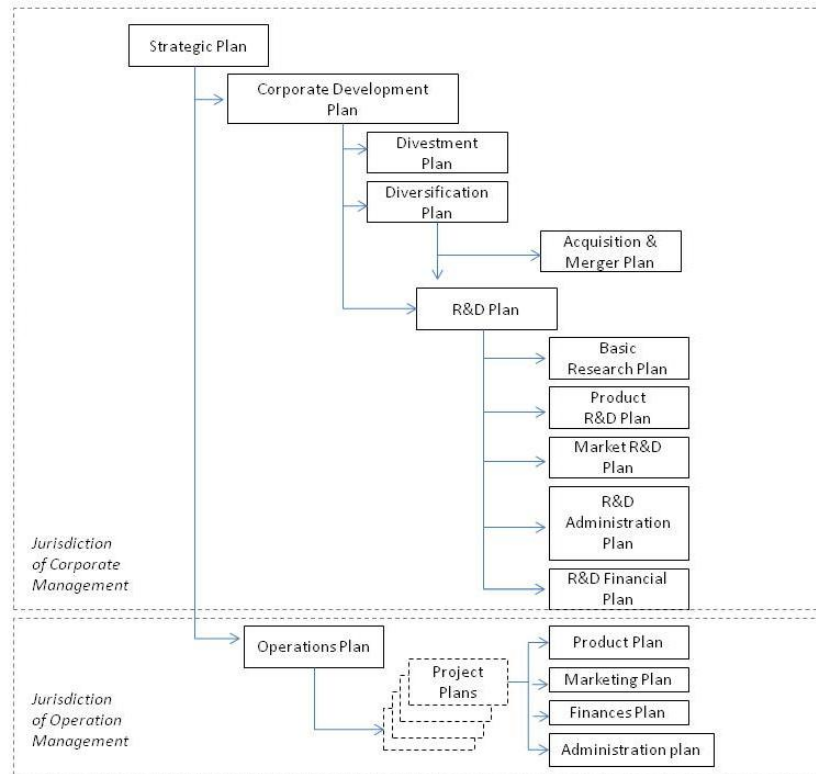 Strategic Plan
Corporate Development
Plan
Divestment
Plan
Diversification
Plan
Acquisition &
Merger Plan
R&D Plan
Basic
Research Plan
Product
R&D Plan
Market R&D
Plan
R&D
Administration
Plan
R&D Financial
Plan
Jurisdiction
of Corporate
Management
Operations Plan
Project
Plans
Product Plan
Marketing Plan
Finances Plan
Administration plan
Jurisdiction
of Operation
Management